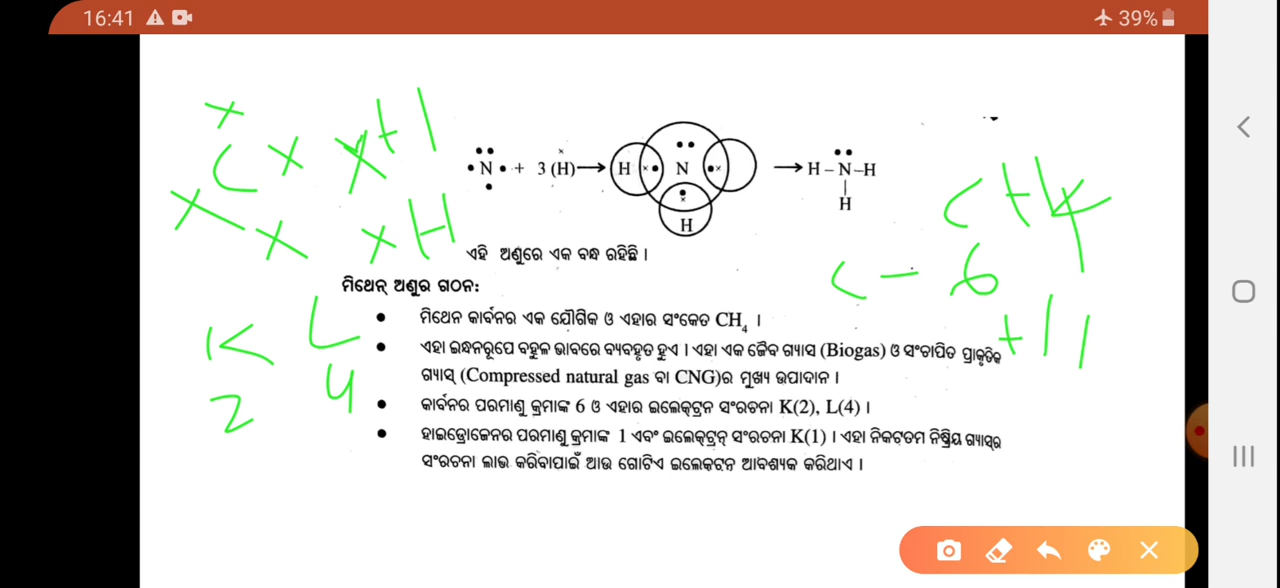 16:41
39%
N + 3 (H) → H N → H – N – H
H
H
ଏହି ଅଣୁରେ ଏକ ବନ୍ଧ ରହିଛି ।
ମିଥେନ୍ ଅଣୁର ଗଠନ:
• ମିଥେନ କାର୍ବନର ଏକ ଯୌଗିକ ଓ ଏହାର ସଂକେତ CH₄ ।
• ଏହା ଇନ୍ଧନରୂପେ ବହୁଳ ଭାବରେ ବ୍ୟବହୃତ ହୁଏ । ଏହା ଏକ ଜୈବ ଗ୍ୟାସ (Biogas) ଓ ସଂଚାପିତ ପ୍ରାକୃତିକ
ଗ୍ୟାସ୍ (Compressed natural gas ବା CNG)ର ମୁଖ୍ୟ ଉପାଦାନ ।
• କାର୍ବନର ପରମାଣୁ କ୍ରମାଙ୍କ 6 ଓ ଏହାର ଇଲେକ୍ଟ୍ରନ ସଂରଚନା K(2), L(4) ।
• ହାଇଡ୍ରୋଜେନର ପରମାଣୁ କ୍ରମାଙ୍କ 1 ଏବଂ ଇଲେକ୍ଟ୍ରନ୍ ସଂରଚନା K(1) । ଏହା ନିକଟତମ ନିଷ୍କ୍ରିୟ ଗ୍ୟାସ୍‌ର
ସଂରଚନା ଲାଭ କରିବାପାଇଁ ଆଉ ଗୋଟିଏ ଇଲେକ୍ଟ୍ରନ ଆବଶ୍ୟକ କରିଥାଏ ।
C
H
H
K L
2 4
CH4
C – 6
H 1